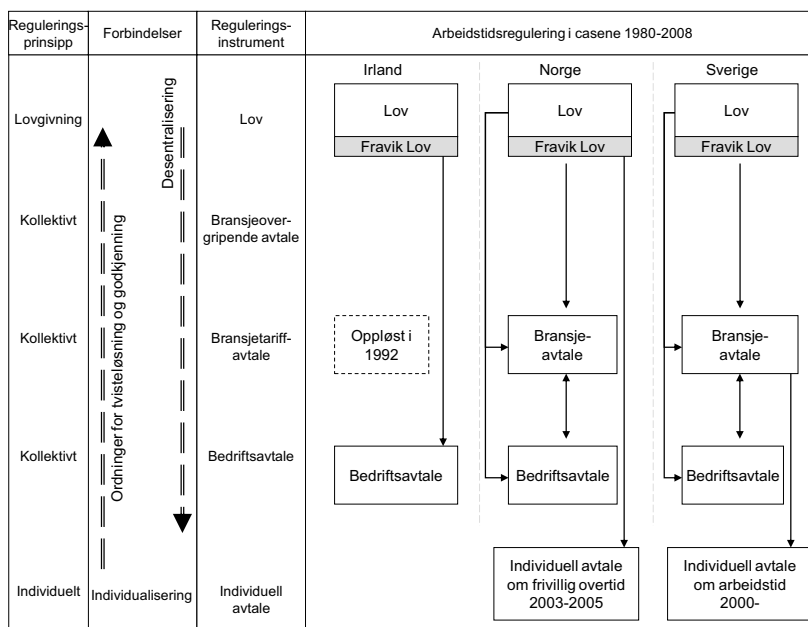 Regulerings-
prinsipp
Forbindelser
Regulerings-
instrument
Arbeidstidsregulering i casene 1980-2008
Irland
Norge
Sverige
Lovgivning
Desentralisering
Lov
Lov
Fravik Lov
Lov
Fravik Lov
Lov
Fravik Lov
Kollektivt
Ordninger for tvisteløsning og godkjenning
Bransjeover-
gripende avtale
Kollektivt
Bransjetariff-
avtale
Oppløst i
1992
Bransje-
avtale
Bransje-
avtale
Kollektivt
Bedriftsavtale
Bedriftsavtale
Bedriftsavtale
Bedriftsavtale
Individuelt
Individualisering
Individuell
avtale
Individuell avtale
om frivillig overtid
2003-2005
Individuell avtale
om arbeidstid
2000-